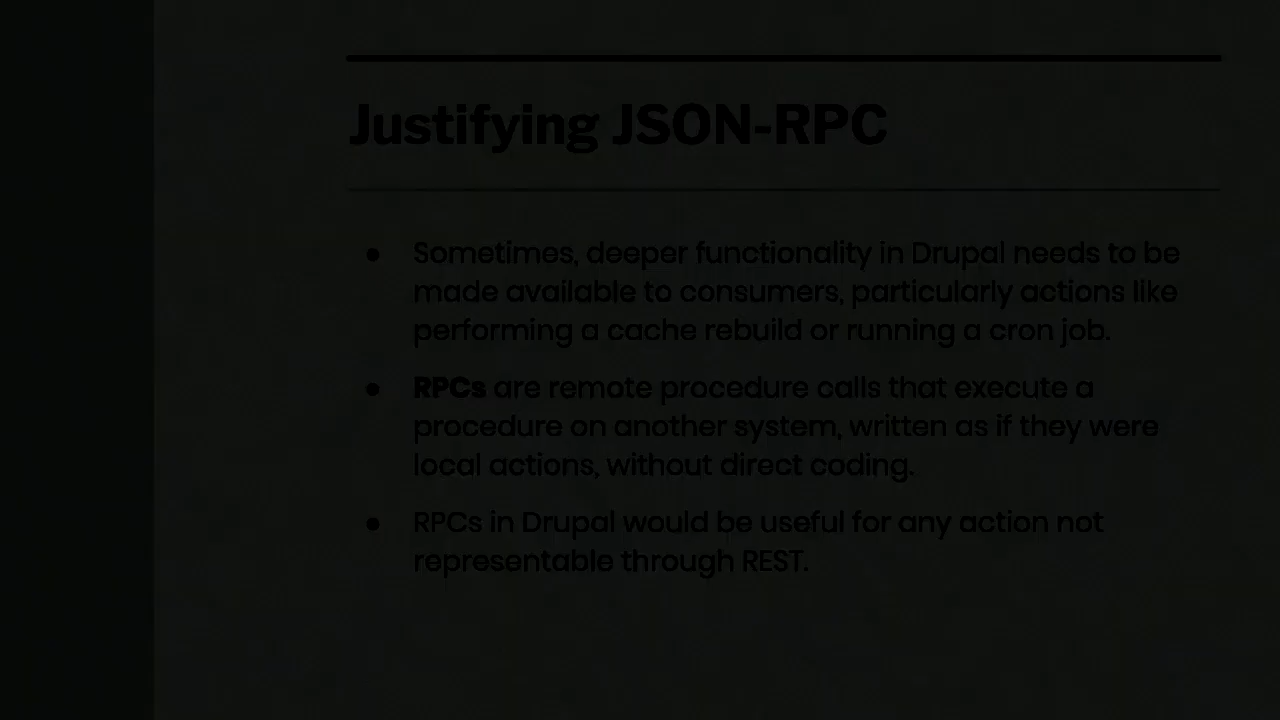 Justifying JSON-RPC
● Sometimes, deeper functionality in Drupal needs to be
made available to consumers, particularly actions like
performing a cache rebuild or running a cron job.
● RPCs are remote procedure calls that execute a
procedure on another system, written as if they were
local actions, without direct coding.
● RPCs in Drupal would be useful for any action not
representable through REST.